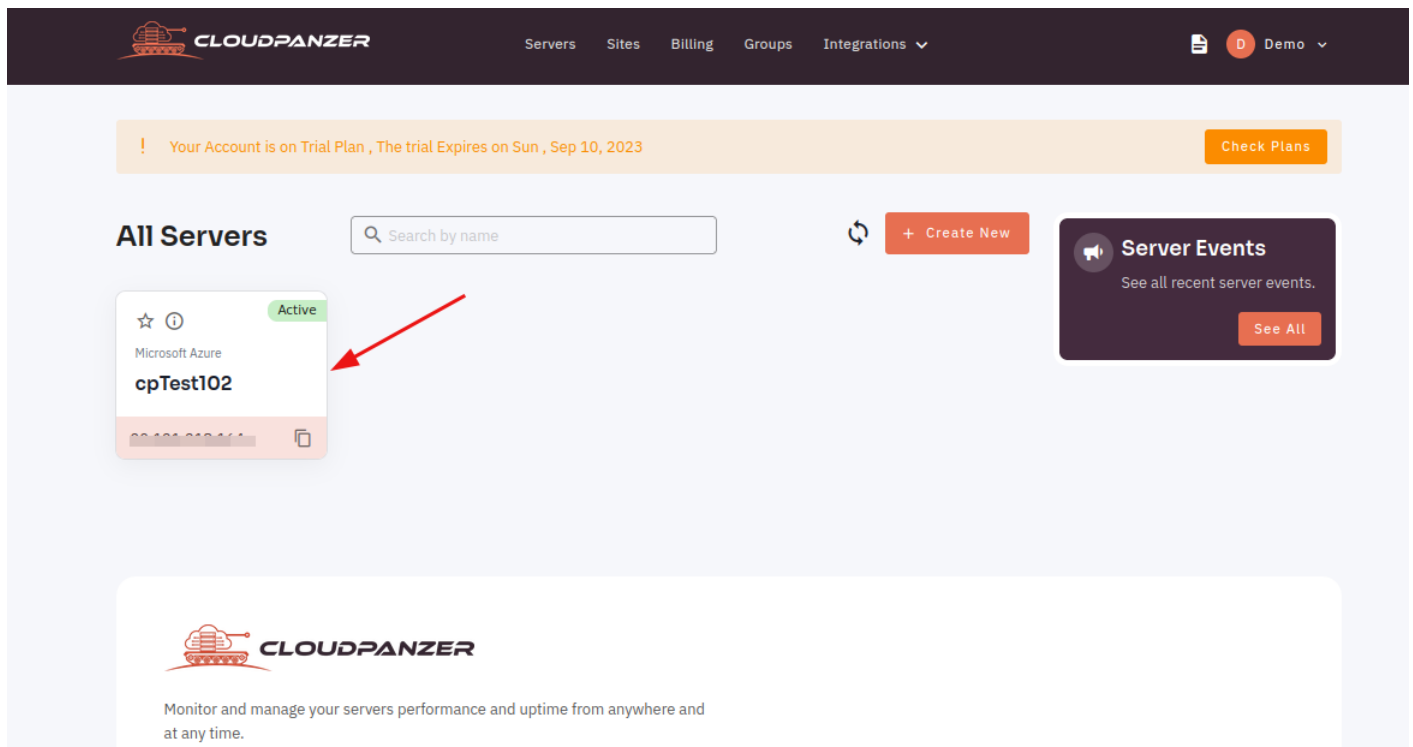 CLOUDPANZER
Servers Sites Billing Groups Integrations
D Demo
! Your Account is on Trial Plan , The trial Expires on Sun , Sep 10, 2023
Check Plans
All Servers
Search by name
+ Create New
Server Events
See all recent server events.
See All
Active
Microsoft Azure
cpTest102
CLOUDPANZER
Monitor and manage your servers performance and uptime from anywhere and
at any time.